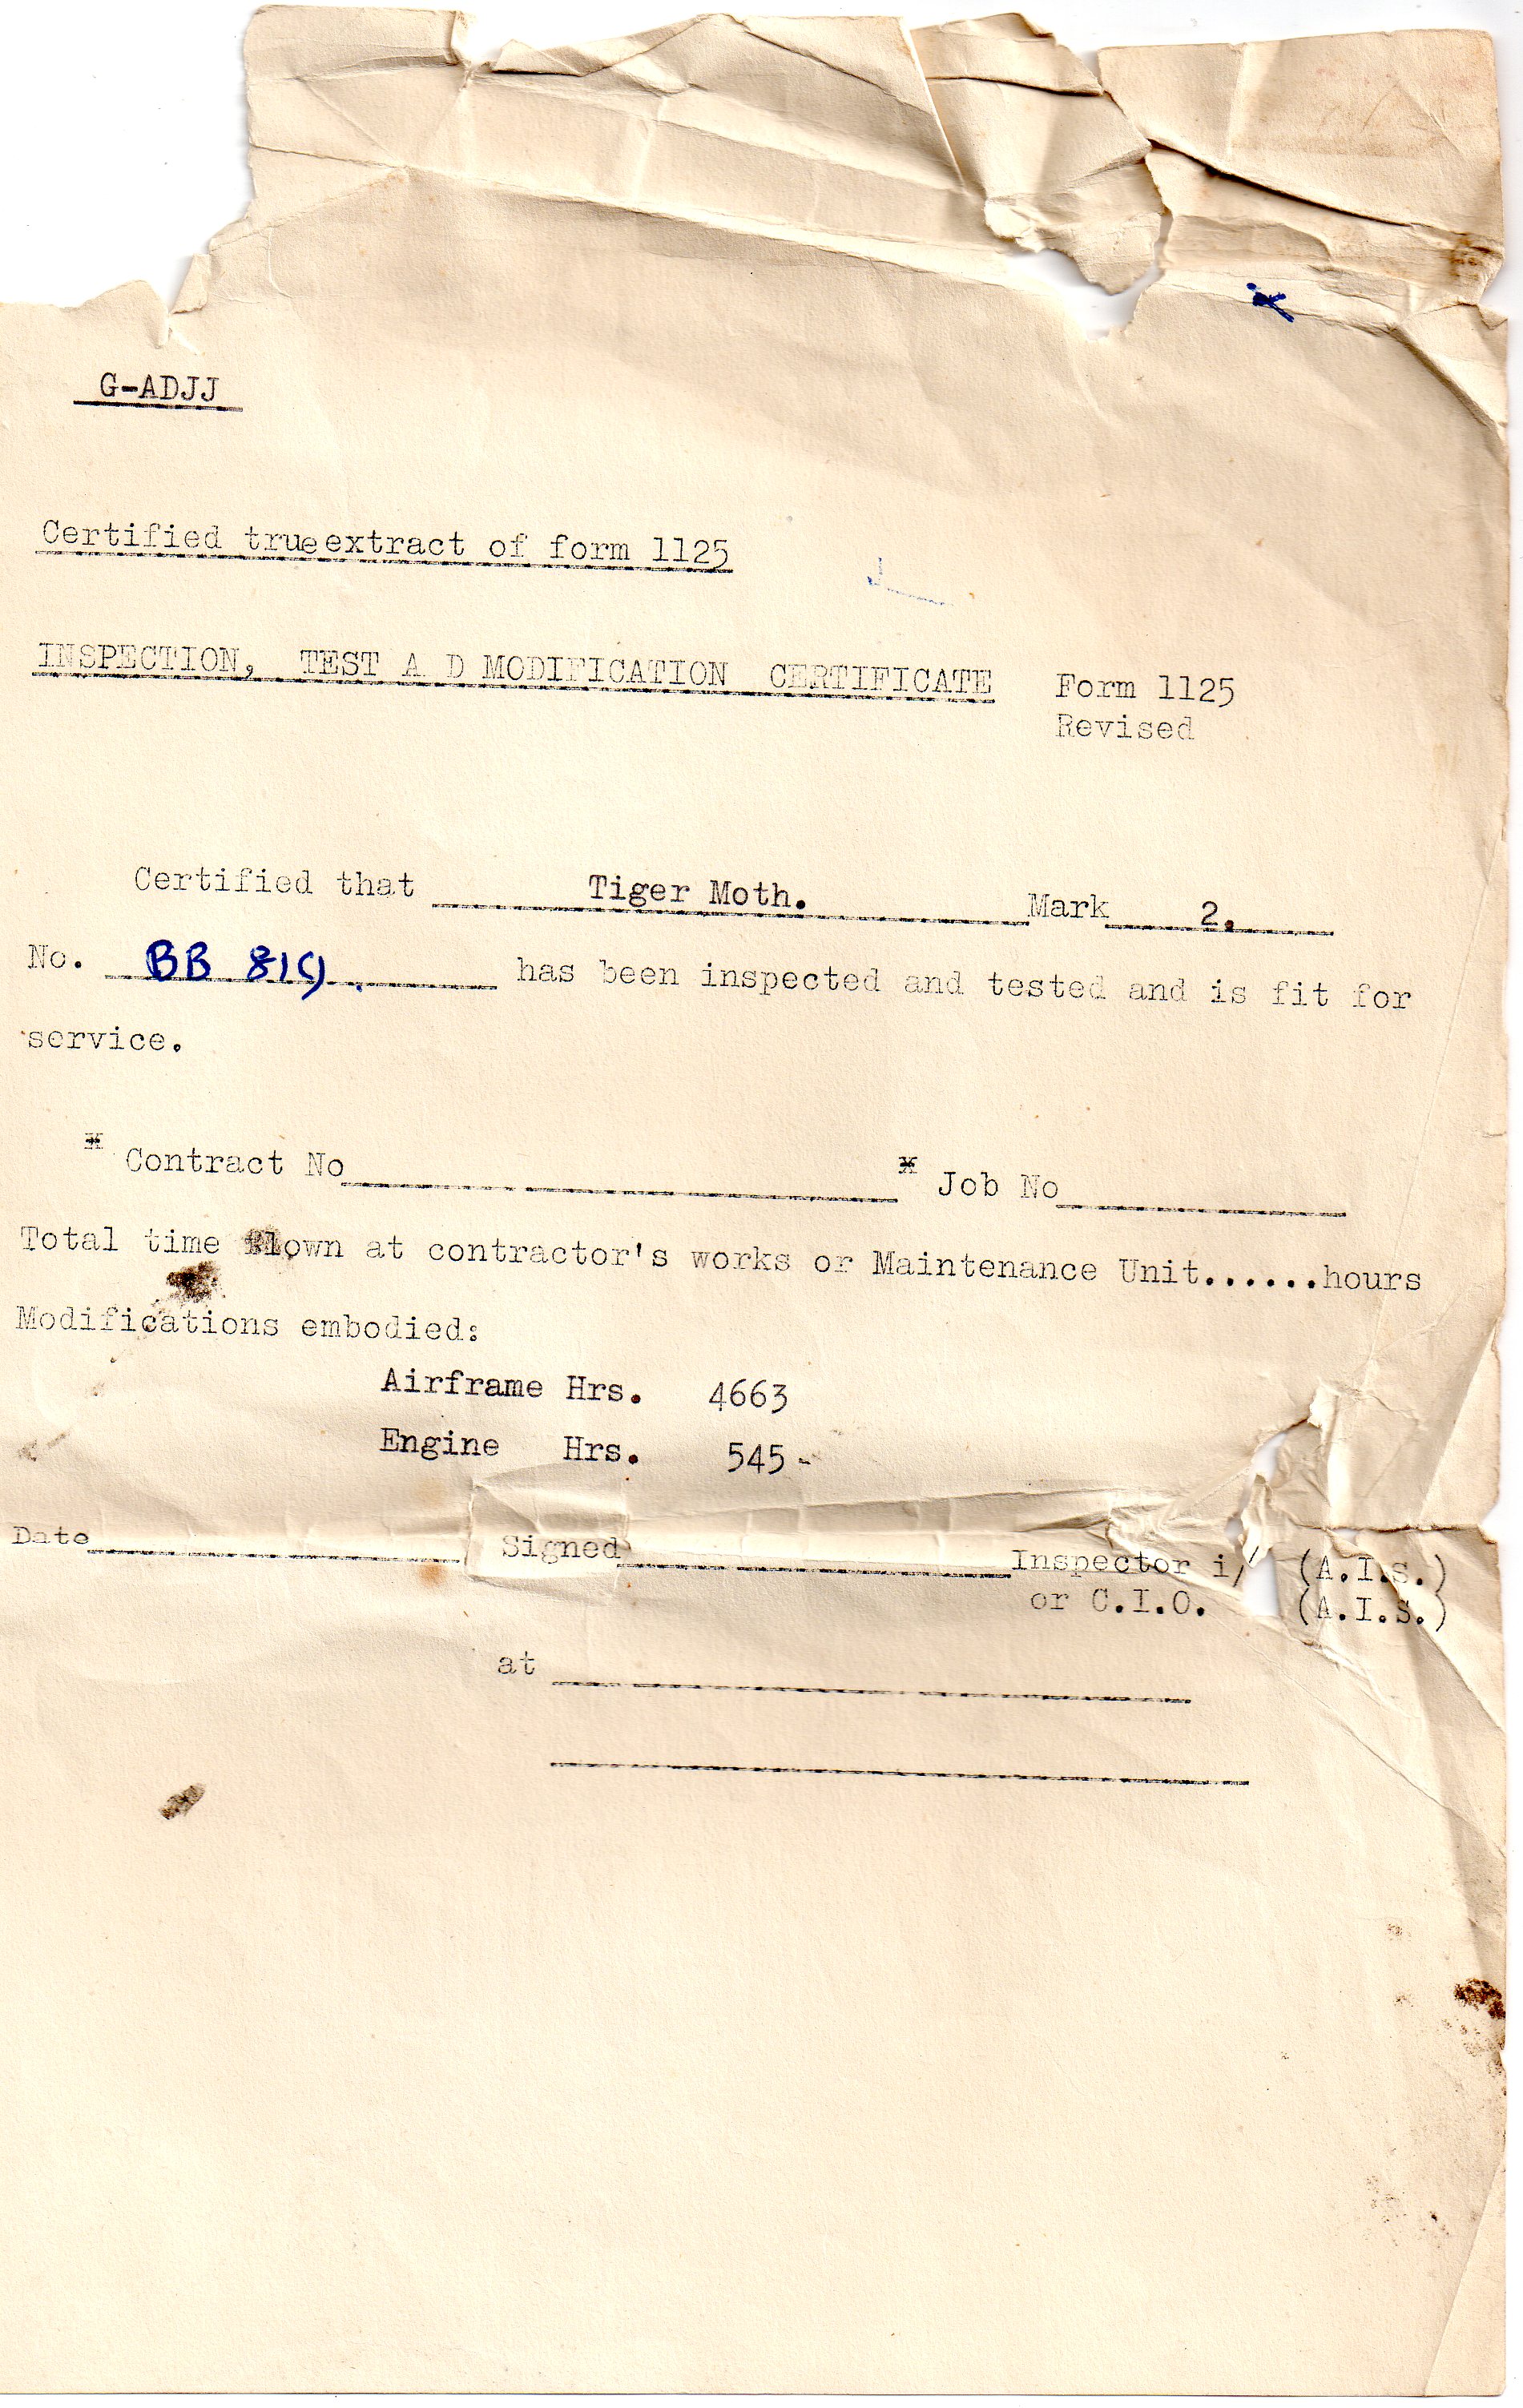 G-ADJJ
Certified true extract of form 1125
INSPECTION, TEST A D MODIFICATION CERTIFICATE Form 1125
Revised
Certified that Tiger Moth. Mark 2.
No. BB 819. has been inspected and tested and is fit for
service.
* Contract No * Job No
Total time flown at contractor's works or Maintenance Unit......hours
Modifications embodied:
Airframe Hrs. 4663
Engine Hrs. 545-
Date Signed Inspector i/ (A.I.S.)
or C.I.O. (A.I.S.)
at